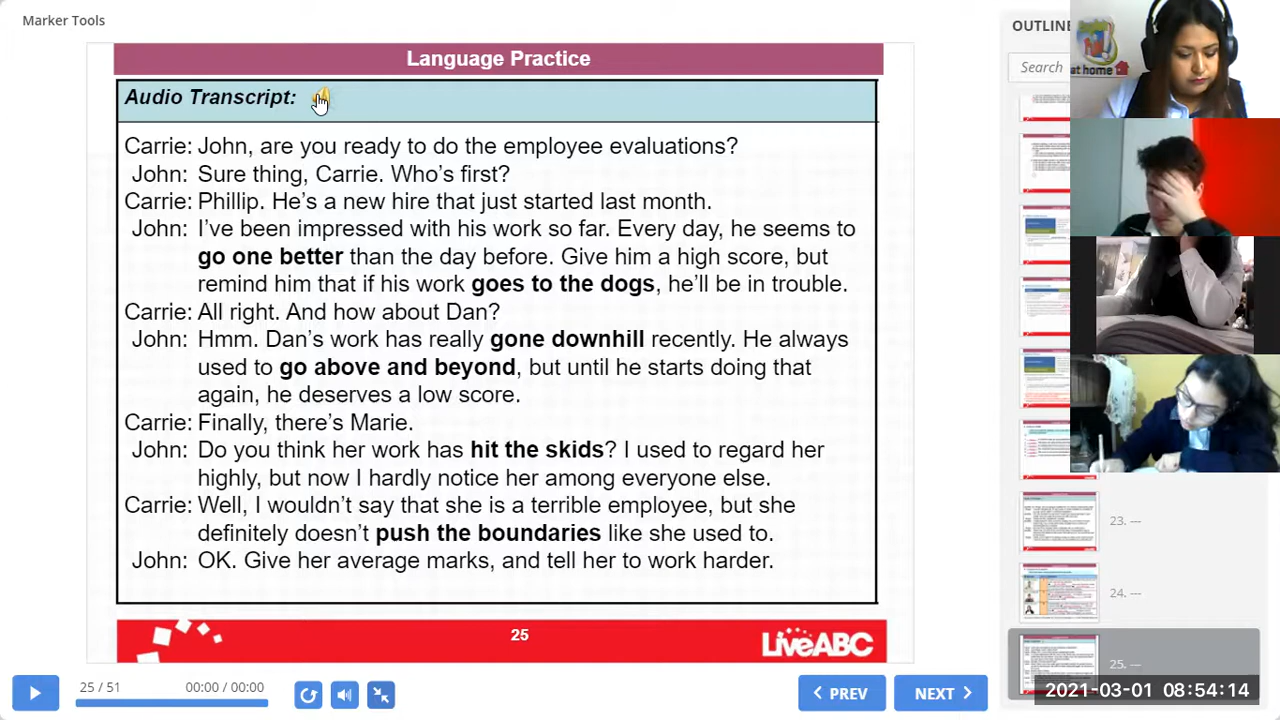 Marker Tools
OUTLINE
Search
at home
Language Practice
Audio Transcript:
Carrie: John, are you ready to do the employee evaluations?
John: Sure thing, Carrie. Who's first?
Carrie: Phillip. He's a new hire that just started last month.
John: I've been impressed with his work so far. Every day, he seems to
go one better than the day before. Give him a high score, but
remind him that if his work goes to the dogs, he'll be in trouble.
Carrie: All right. And how about Dan?
John: Hmm. Dan's work has really gone downhill recently. He always
used to go above and beyond, but until he starts doing that
again, he deserves a low score.
Carrie: Finally, there's Marie.
John: Don't you think her work has hit the skids? I used to regard her
highly, but now I hardly notice her among everyone else.
Carrie: Well, I wouldn't say that she is a terrible employee, but she
definitely doesn't push the boundaries like she used to.
John: OK. Give her average marks, and tell her to work harder.
25
LiveABC
23. ---
24. ---
25. ---
25 / 51
00:00 / 00:00
PREV
NEXT
2021-03-01 08:54:14